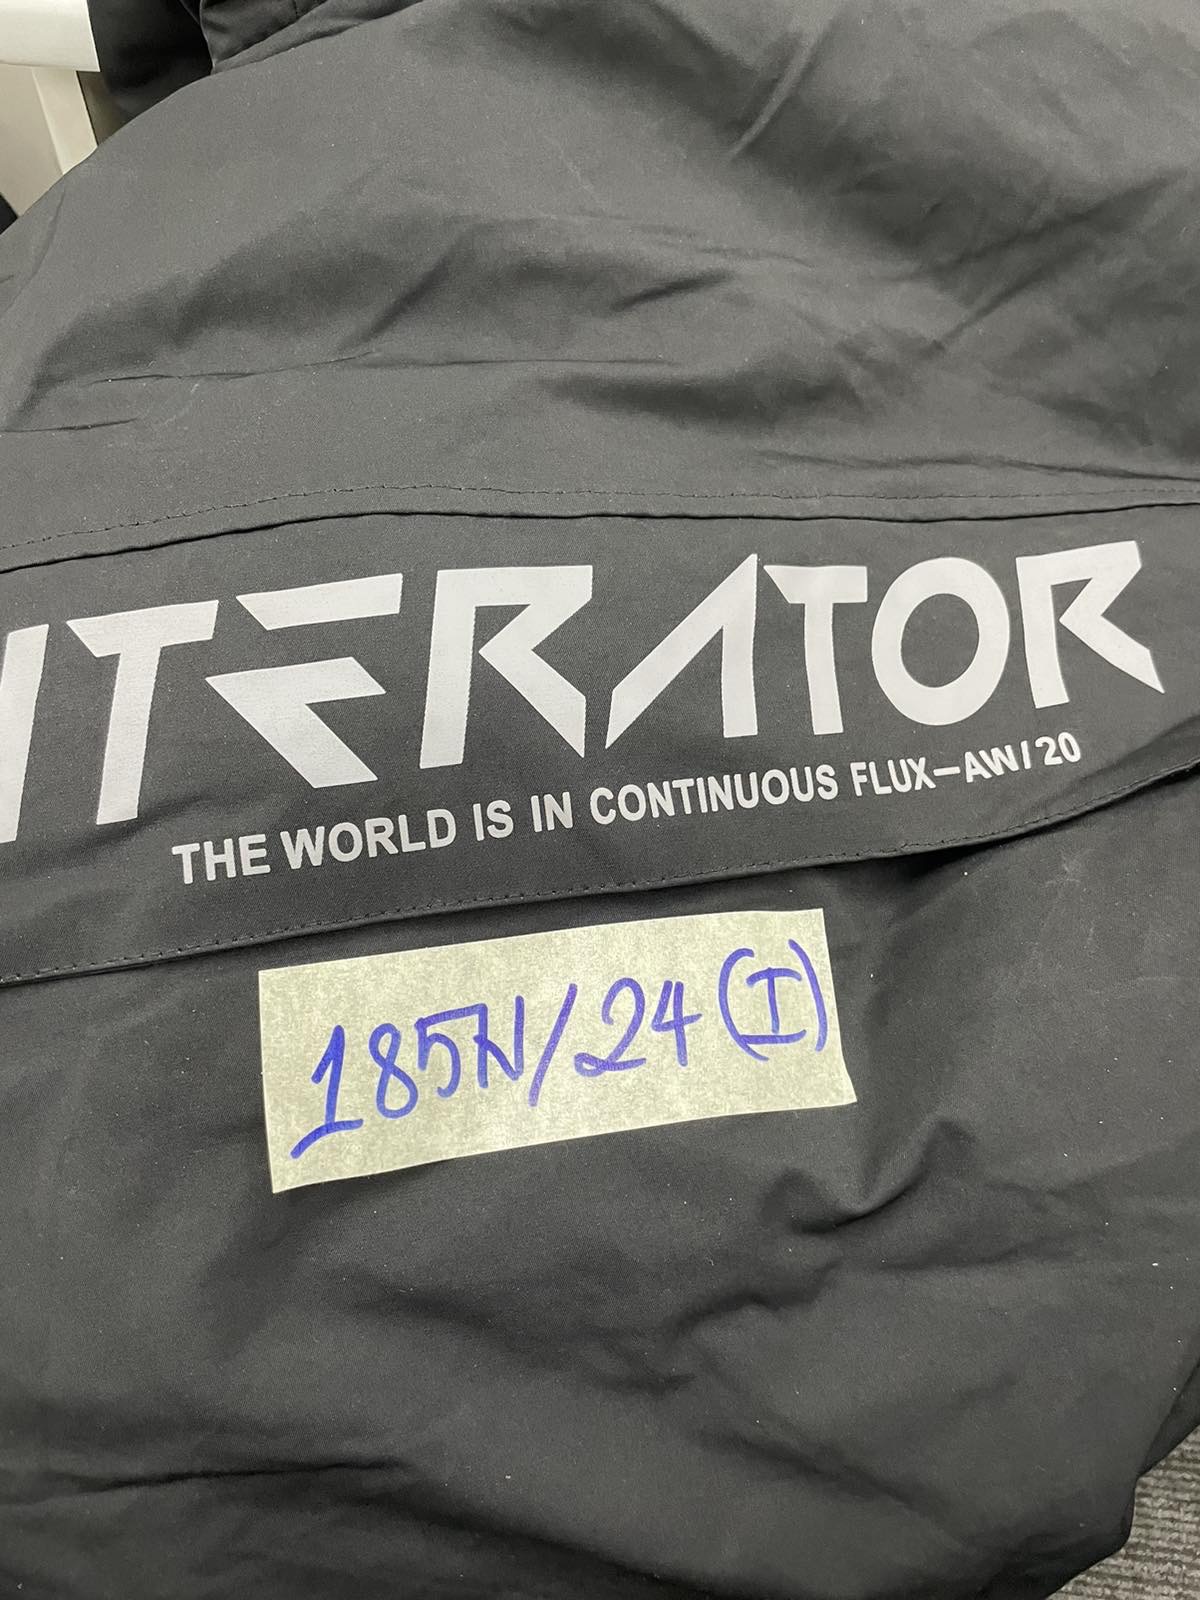 ITERATOR
THE WORLD IS IN CONTINUOUS FLUX-AW/20
185N/24 (I)